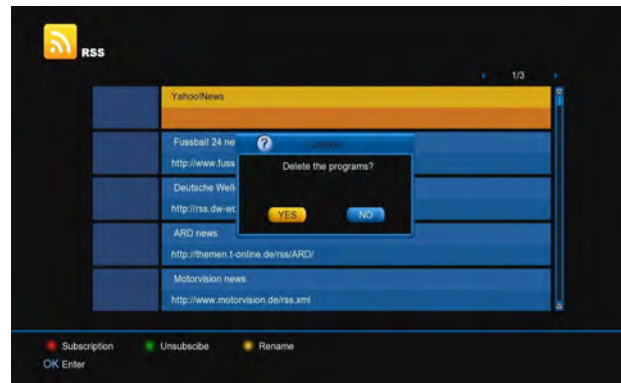 RSS
1/3
Yahoo!News
Fussball 24 ne
http://www.fuss
Delete the programs?
Deutsche Well
http://rss.dw-wo
YES
NO
ARD news
http://themen.t-online.de/rss/ARD/
Motorvision news
http://www.motorvision.de/rss.xml
Subscription
Unsubscibe
Rename
OK Enter